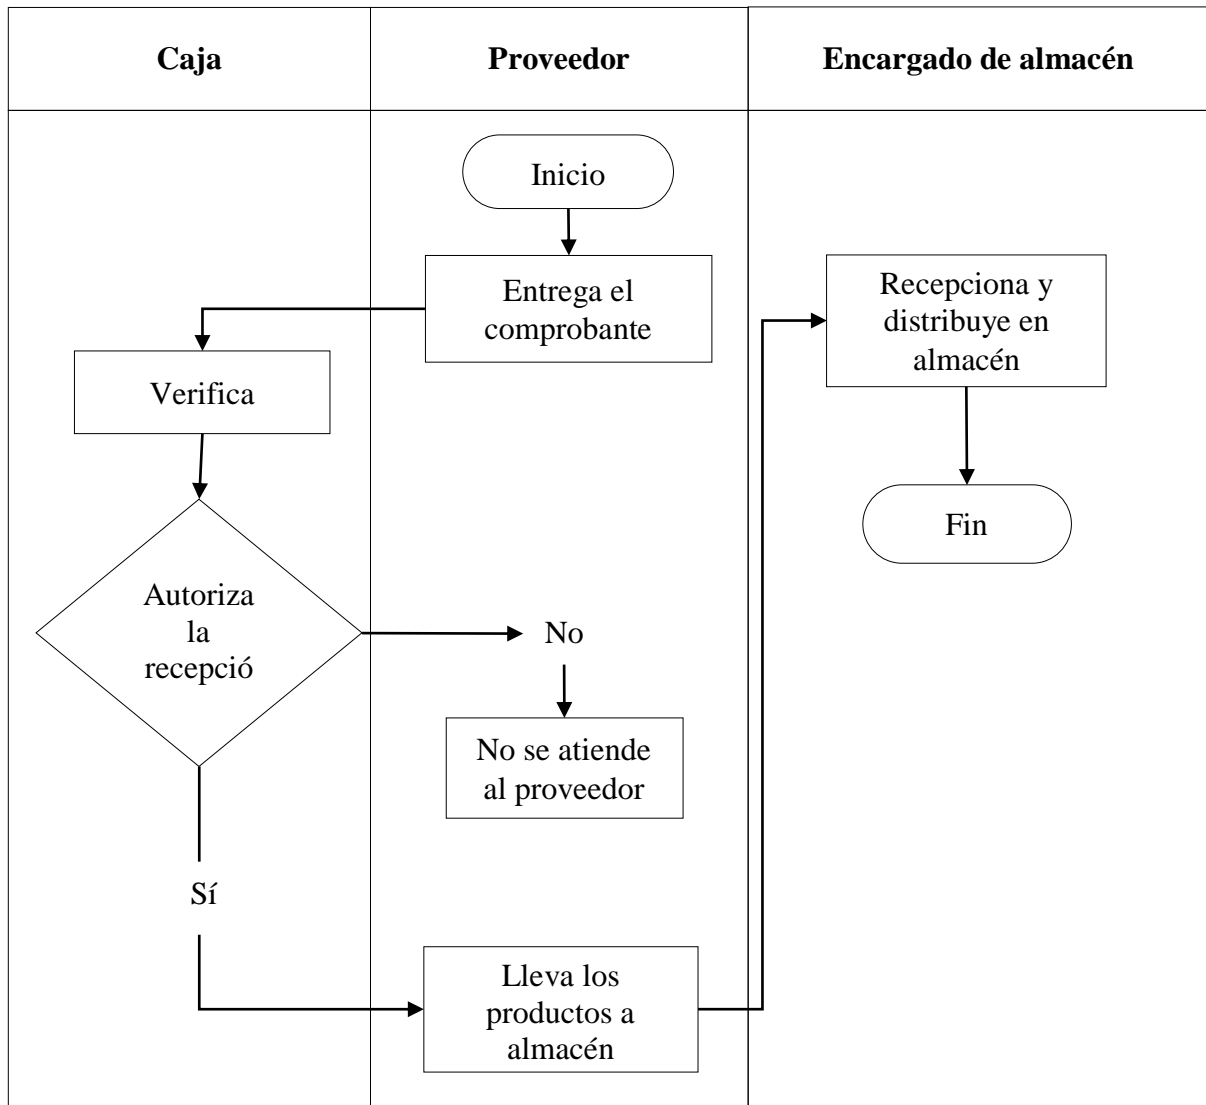 Caja
Proveedor
Encargado de almacén
Inicio
Entrega el
comprobante
Recepciona y
distribuye en
almacén
Verifica
Fin
Autoriza
la
recepció
No
No se atiende
al proveedor
Sí
Lleva los
productos a
almacén